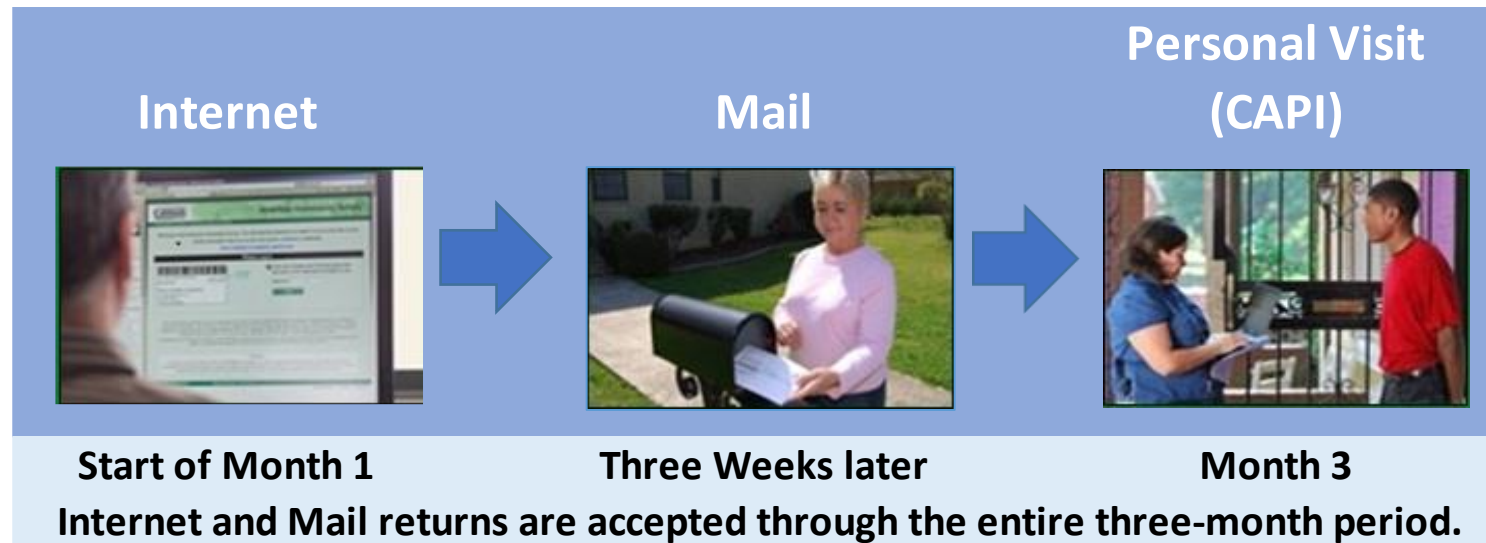 Internet
Mail
Personal Visit
(CAPI)
Start of Month 1
Three Weeks later
Month 3
Internet and Mail returns are accepted through the entire three-month period.